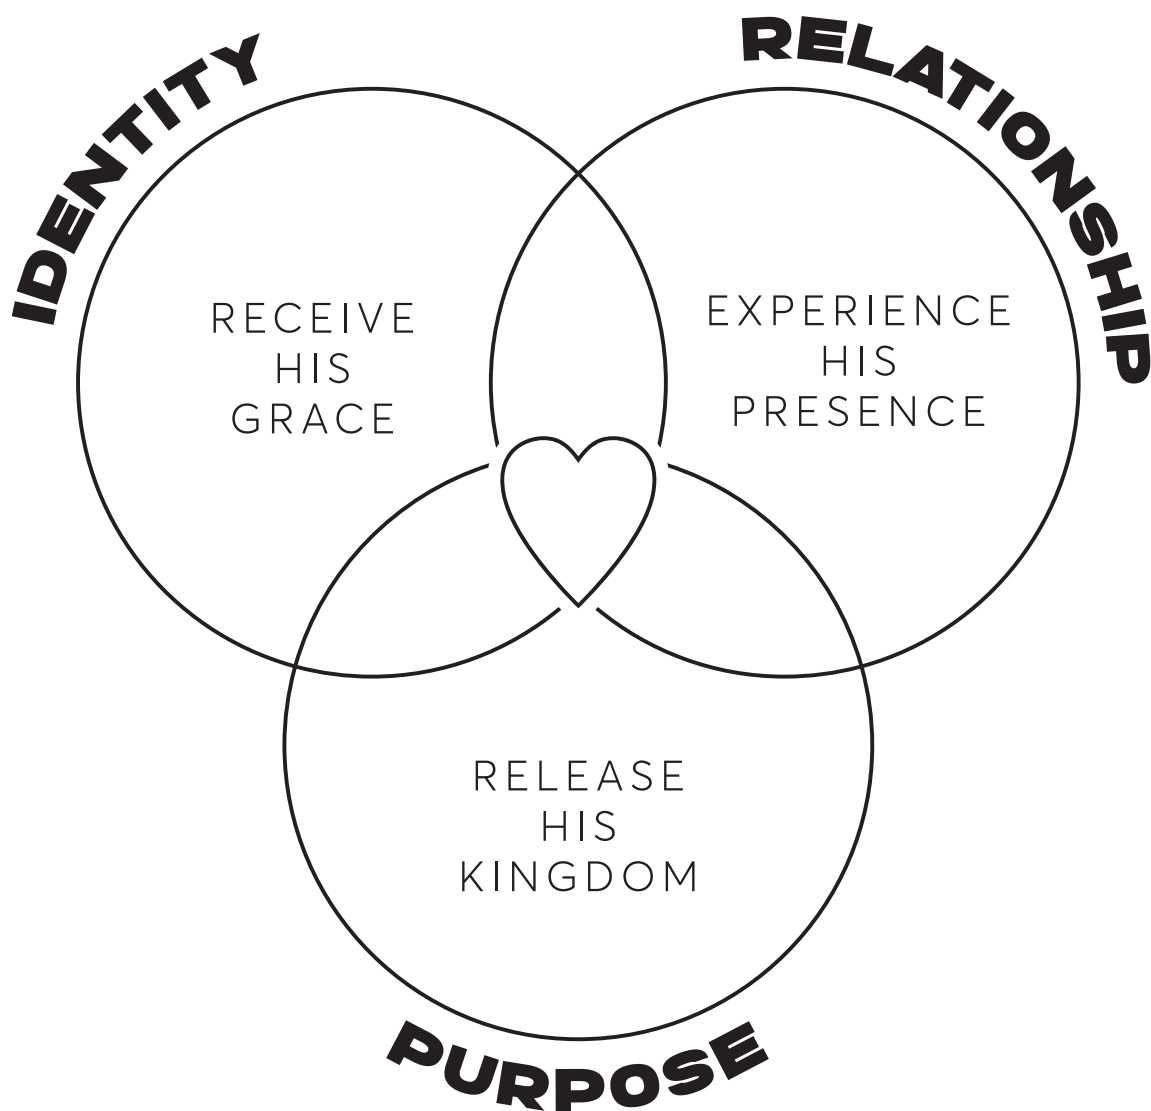 IDENTITY
RELATIONSHIP
RECEIVE
HIS
GRACE
EXPERIENCE
HIS
PRESENCE
RELEASE
HIS
KINGDOM
PURPOSE